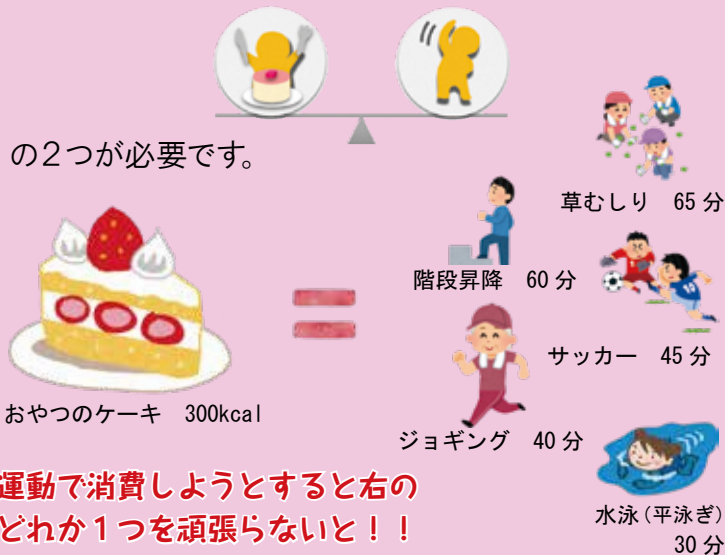 の2つが必要です。
草むしり 65分
階段昇降 60分
サッカー 45分
おやつのケーキ 300kcal
ジョギング 40分
運動で消費しようとすると右の
どれか1つを頑張らないと！！
水泳(平泳ぎ)
30分